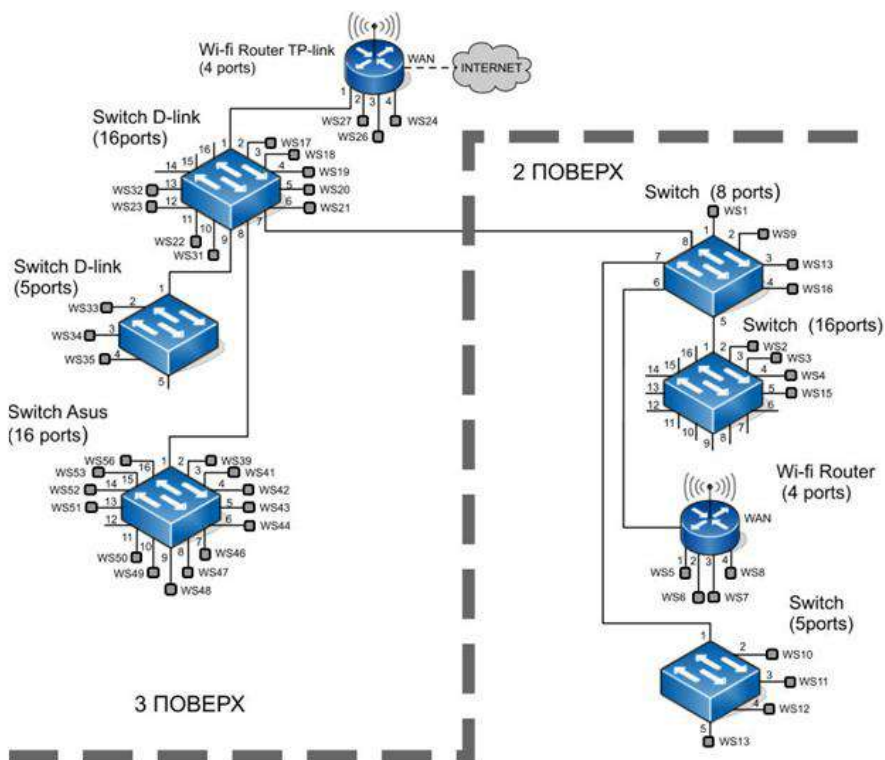 Wi-fi Router TP-link
(4 ports)
WAN
INTERNET
1
2
3
4
WS27
WS26
WS24
Switch D-link
(16ports)
1
2
3
4
5
6
7
8
9
10
11
12
13
14
15
16
WS17
WS18
WS19
WS20
WS21
WS32
WS23
WS22
WS31
Switch D-link
(5ports)
1
2
3
4
5
WS33
WS34
WS35
Switch Asus
(16 ports)
1
2
3
4
5
6
7
8
9
10
11
12
13
14
15
16
WS56
WS53
WS52
WS51
WS50
WS49
WS48
WS47
WS46
WS44
WS43
WS42
WS41
WS39
3 ПОВЕРХ
2 ПОВЕРХ
Switch (8 ports)
1
2
3
4
5
6
7
8
WS1
WS9
WS13
WS16
Switch (16ports)
1
2
3
4
5
6
7
8
9
10
11
12
13
14
15
16
WS2
WS3
WS4
WS15
Wi-fi Router
(4 ports)
WAN
1
2
3
4
WS5
WS6
WS7
WS8
Switch
(5ports)
1
2
3
4
5
WS10
WS11
WS12
WS13